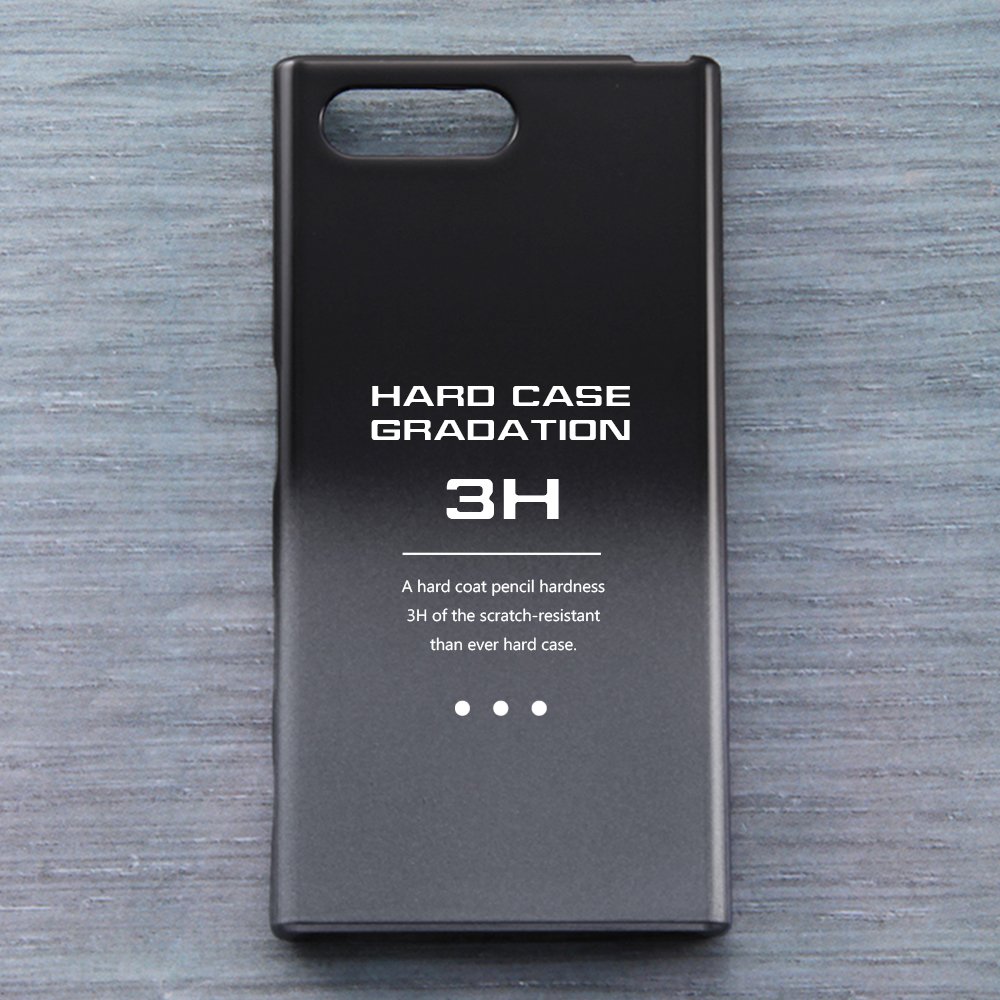 HARD CASE
GRADATION
3H
A hard coat pencil hardness
3H of the scratch-resistant
than ever hard case.